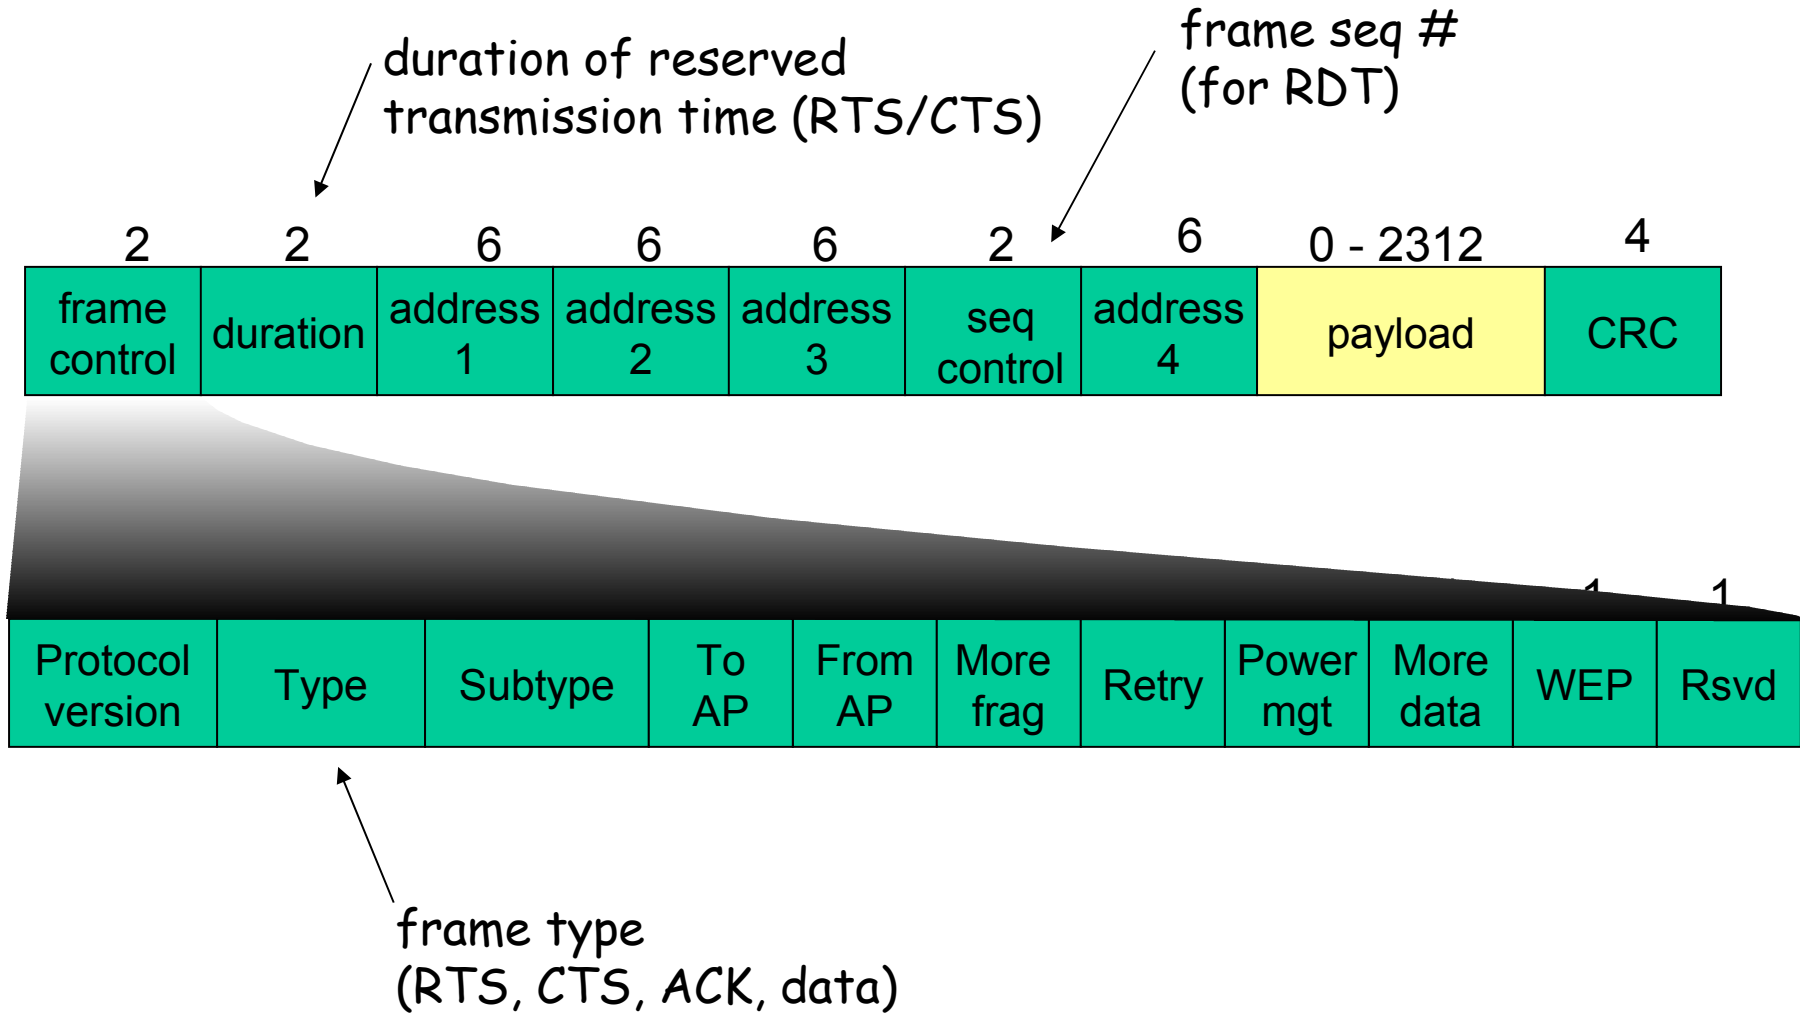 duration of reserved
transmission time (RTS/CTS)
frame seq #
(for RDT)
2 2 6 6 6 2 6 0 - 2312 4
frame control
duration
address 1
address 2
address 3
seq control
address 4
payload
CRC
1 1
Protocol version
Type
Subtype
To AP
From AP
More frag
Retry
Power mgt
More data
WEP
Rsvd
frame type
(RTS, CTS, ACK, data)